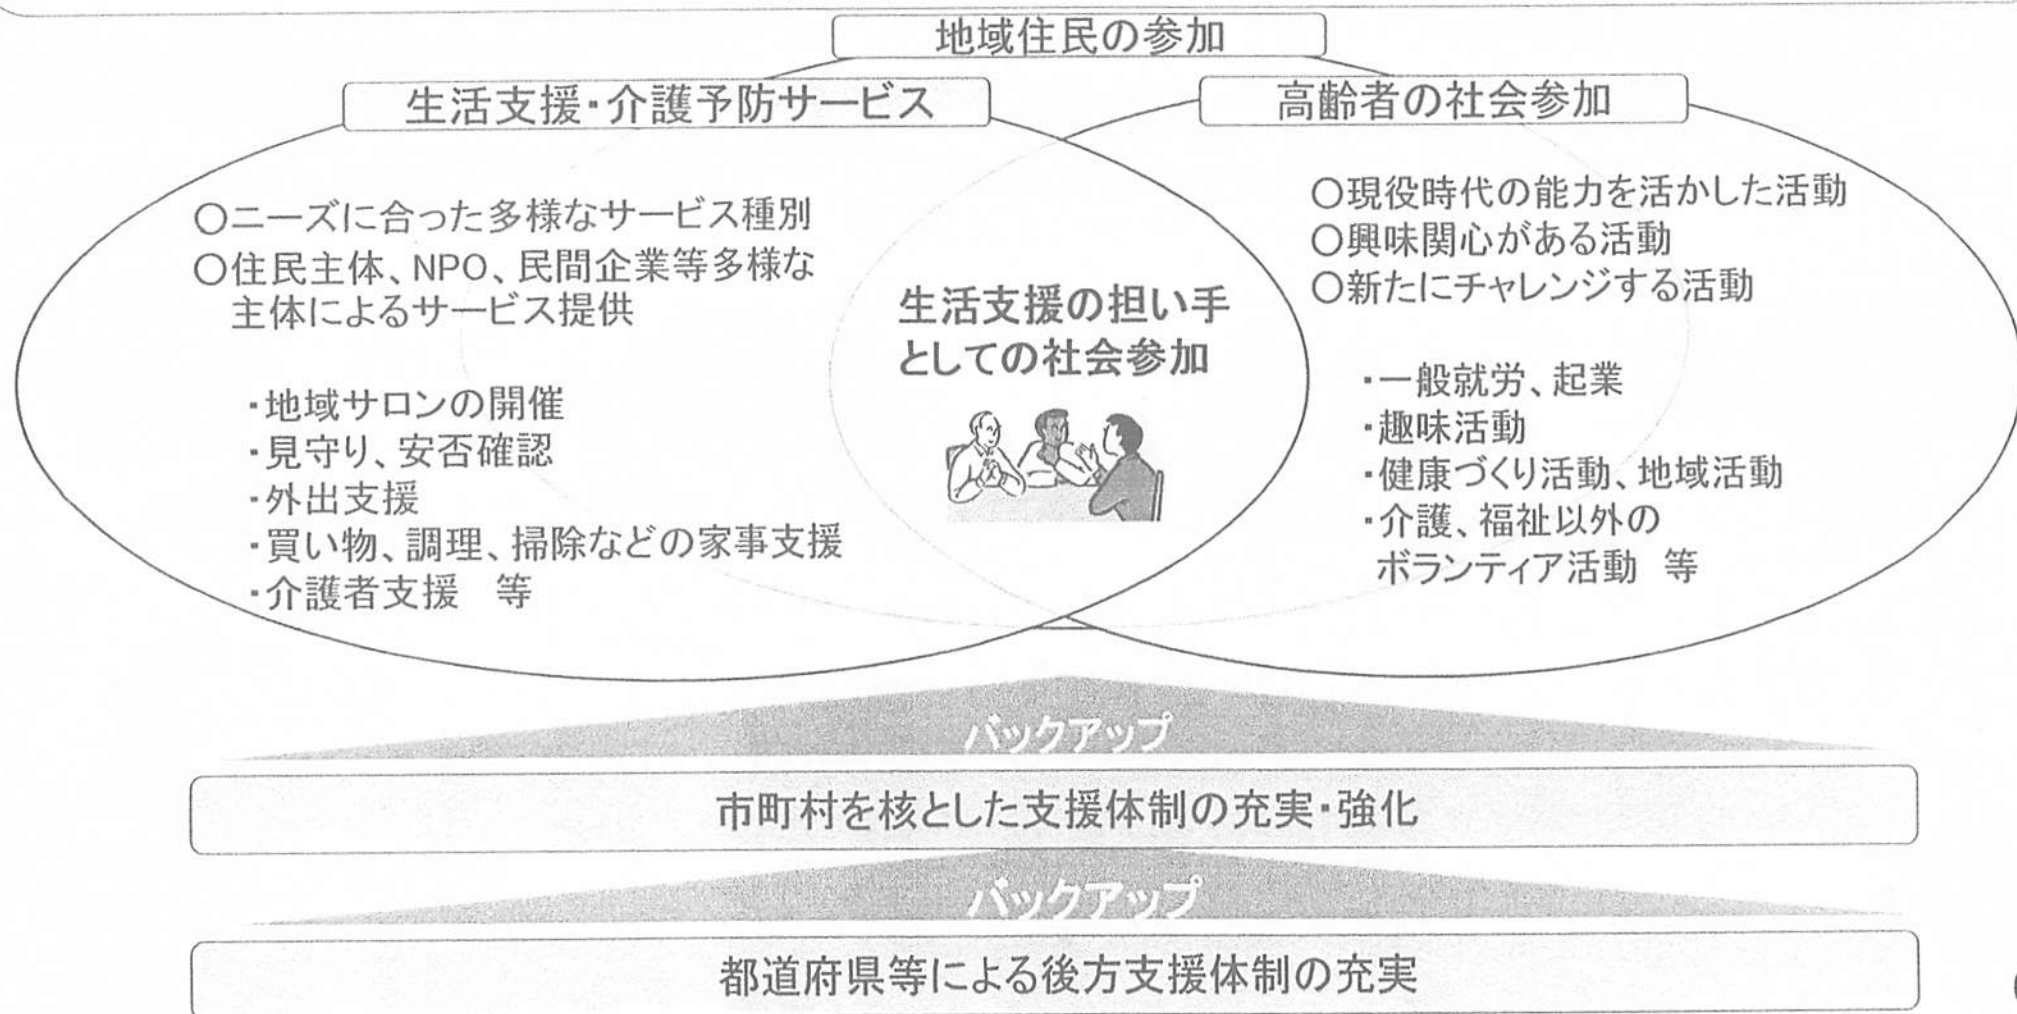 地域住民の参加
生活支援・介護予防サービス
○ニーズに合った多様なサービス種別
○住民主体、NPO、民間企業等多様な
主体によるサービス提供
・地域サロンの開催
・見守り、安否確認
・外出支援
・買い物、調理、掃除などの家事支援
・介護者支援　等
生活支援の担い手
としての社会参加
高齢者の社会参加
○現役時代の能力を活かした活動
○興味関心がある活動
○新たにチャレンジする活動
・一般就労、起業
・趣味活動
・健康づくり活動、地域活動
・介護、福祉以外の
ボランティア活動　等
バックアップ
市町村を核とした支援体制の充実・強化
バックアップ
都道府県等による後方支援体制の充実